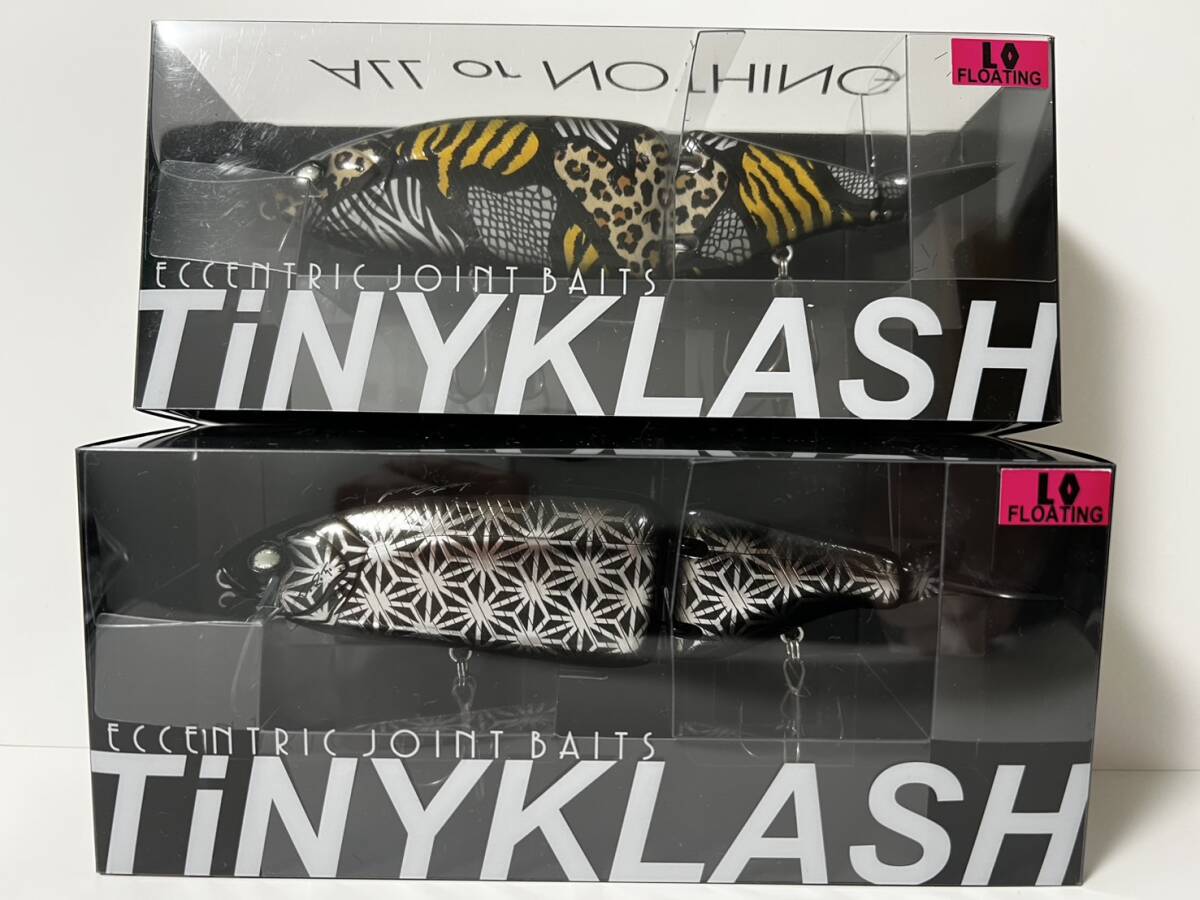 ALL or NOTHING
LO
FLOATING
ECCENTRIC JOINT BAITS
TiNYKLASH
LO
FLOATING
ECCENTRIC JOINT BAITS
TiNYKLASH